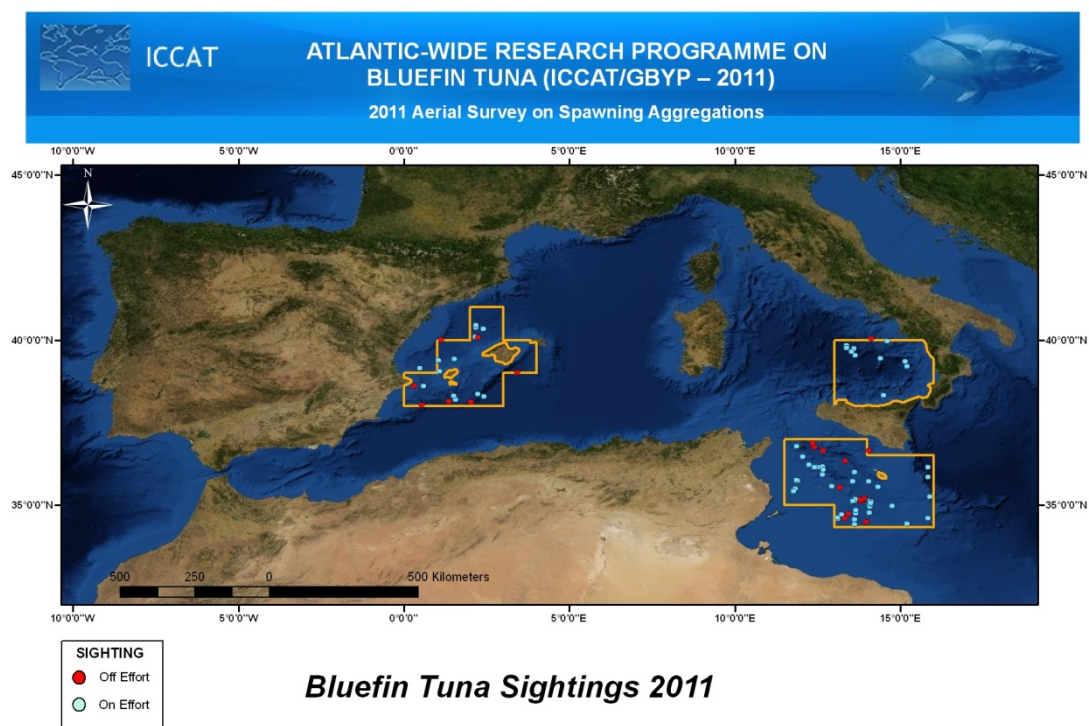 ICCAT
ATLANTIC-WIDE RESEARCH PROGRAMME ON
BLUEFIN TUNA (ICCAT/GBYP – 2011)
2011 Aerial Survey on Spawning Aggregations
10°0'0"W 5°0'0"W 0°0'0" 5°0'0"E 10°0'0"E 15°0'0"E
45°0'0"N 45°0'0"N
N
40°0'0"N 40°0'0"N
35°0'0"N 35°0'0"N
500 250 0 500 Kilometers
10°0'0"W 5°0'0"W 0°0'0" 5°0'0"E 10°0'0"E 15°0'0"E
SIGHTING
Off Effort
On Effort
Bluefin Tuna Sightings 2011